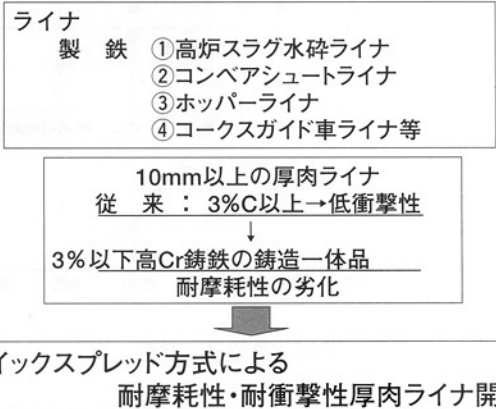 ライナ
製 鉄 ①高炉スラグ水砕ライナ
②コンベアシュートライナ
③ホッパーライナ
④コークスガイド車ライナ等
10mm以上の厚肉ライナ
従 来 : 3%C以上→低衝撃性
↓
3%以下高Cr鋳鉄の鋳造一体品
耐摩耗性の劣化
イックスプレッド方式による
耐摩耗性・耐衝撃性厚肉ライナ開